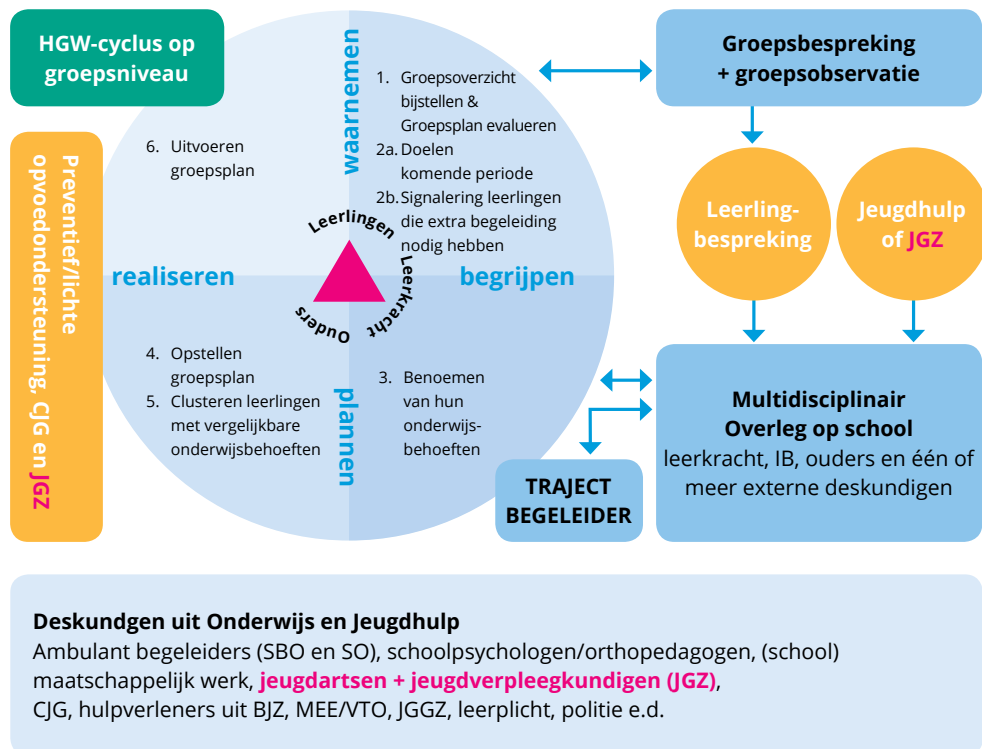 HGW-cyclus op
groepsniveau
Preventief/lichte
opvoedondersteuning, CJG en JGZ
waarnemen
1. Groepsoverzicht
bijstellen &
Groepsplan evalueren
2a. Doelen
komende periode
2b. Signalering leerlingen
die extra begeleiding
nodig hebben
6. Uitvoeren
groepsplan
Leerlingen
Leerkracht
Ouders
realiseren
begrijpen
4. Opstellen
groepsplan
5. Clusteren leerlingen
met vergelijkbare
onderwijsbehoeften
plannen
3. Benoemen
van hun
onderwijs-
behoeften
Groepsbespreking
+ groepsobservatie
Leerling-
bespreking
Jeugdhulp
of JGZ
Multidisciplinair
Overleg op school
leerkracht, IB, ouders en één of
meer externe deskundigen
TRAJECT
BEGELEIDER
Deskundgen uit Onderwijs en Jeugdhulp
Ambulant begeleiders (SBO en SO), schoolpsychologen/orthopedagogen, (school)
maatschappelijk werk, jeugdartsen + jeugdverpleegkundigen (JGZ),
CJG, hulpverleners uit BJZ, MEE/VTO, JGGZ, leerplicht, politie e.d.